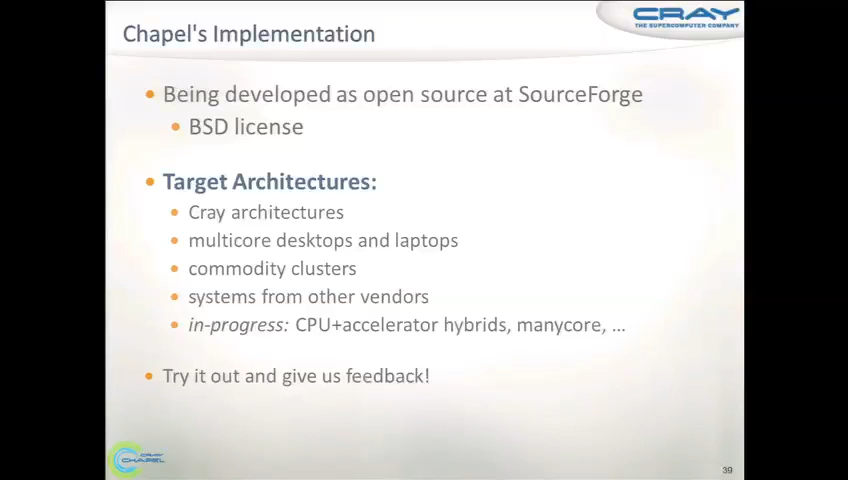 Chapel's Implementation
CRAY
THE SUPERCOMPUTER COMPANY
• Being developed as open source at SourceForge
• BSD license
• Target Architectures:
• Cray architectures
• multicore desktops and laptops
• commodity clusters
• systems from other vendors
• in-progress: CPU+accelerator hybrids, manycore, ...
• Try it out and give us feedback!
CRAY
CHAPEL
39